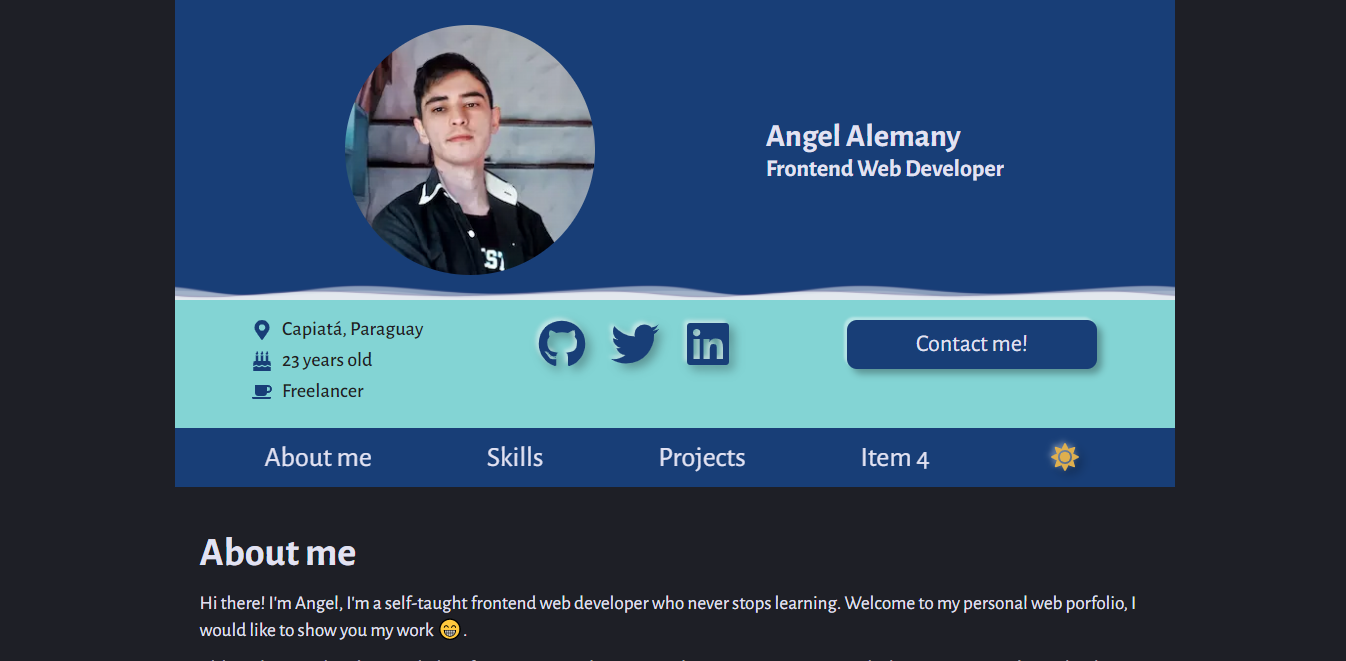 Angel Alemany
Frontend Web Developer
Capiatá, Paraguay
23 years old
Freelancer
in
Contact me!
About me
Skills
Projects
Item 4
About me
Hi there! I'm Angel, I'm a self-taught frontend web developer who never stops learning. Welcome to my personal web porfolio, I
would like to show you my work 😁.